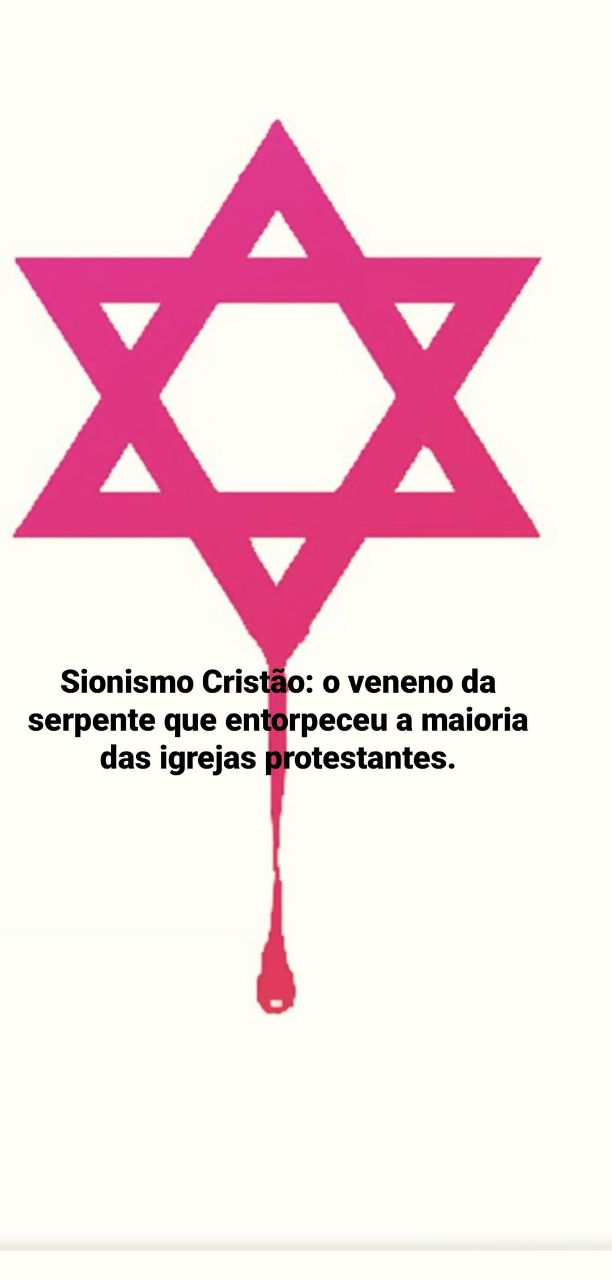 Sionismo Cristão: o veneno da
serpente que entorpeceu a maioria
das igrejas protestantes.